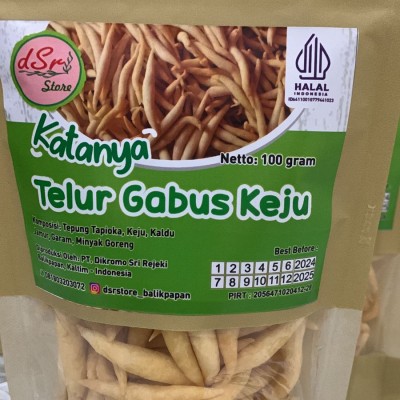 dSr
Store
HALAL
INDONESIA
Katanya
Netto: 100 gram
Telur Gabus Keju
Komposisi: Tepung Tapioka, Keju, Kaldu
Jamur, Garam, Minyak Goreng
Diproduksi Oleh: PT. Dikromo Sri Rejeki
Balikpapan, Kaltim - Indonesia
dsrstore_balikpapan
Best Before:
1 2 3 4 5 6 2024
7 8 9 10 11 12 2025
PIRT :